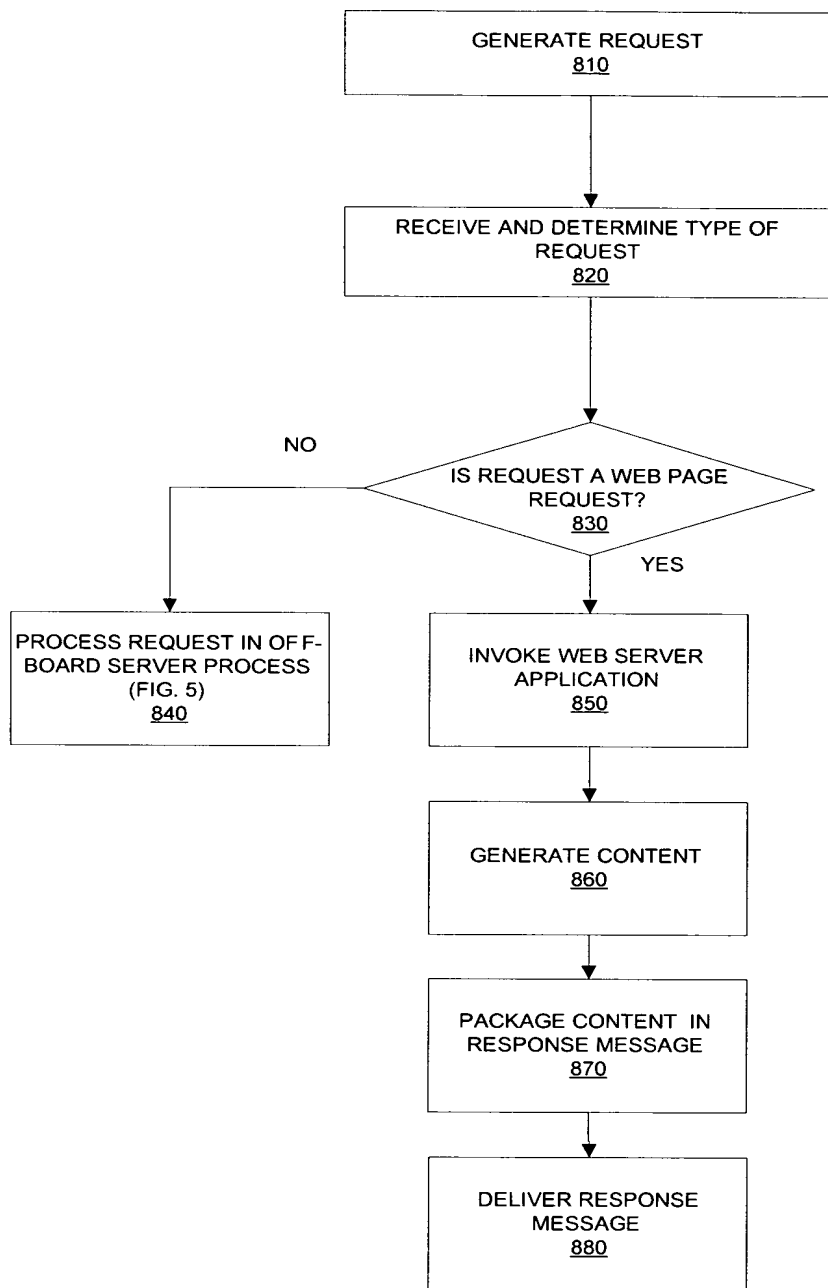 GENERATE REQUEST
810
RECEIVE AND DETERMINE TYPE OF
REQUEST
820
NO
IS REQUEST A WEB PAGE
REQUEST?
830
YES
PROCESS REQUEST IN OFF-
BOARD SERVER PROCESS
(FIG. 5)
840
INVOKE WEB SERVER
APPLICATION
850
GENERATE CONTENT
860
PACKAGE CONTENT IN
RESPONSE MESSAGE
870
DELIVER RESPONSE
MESSAGE
880